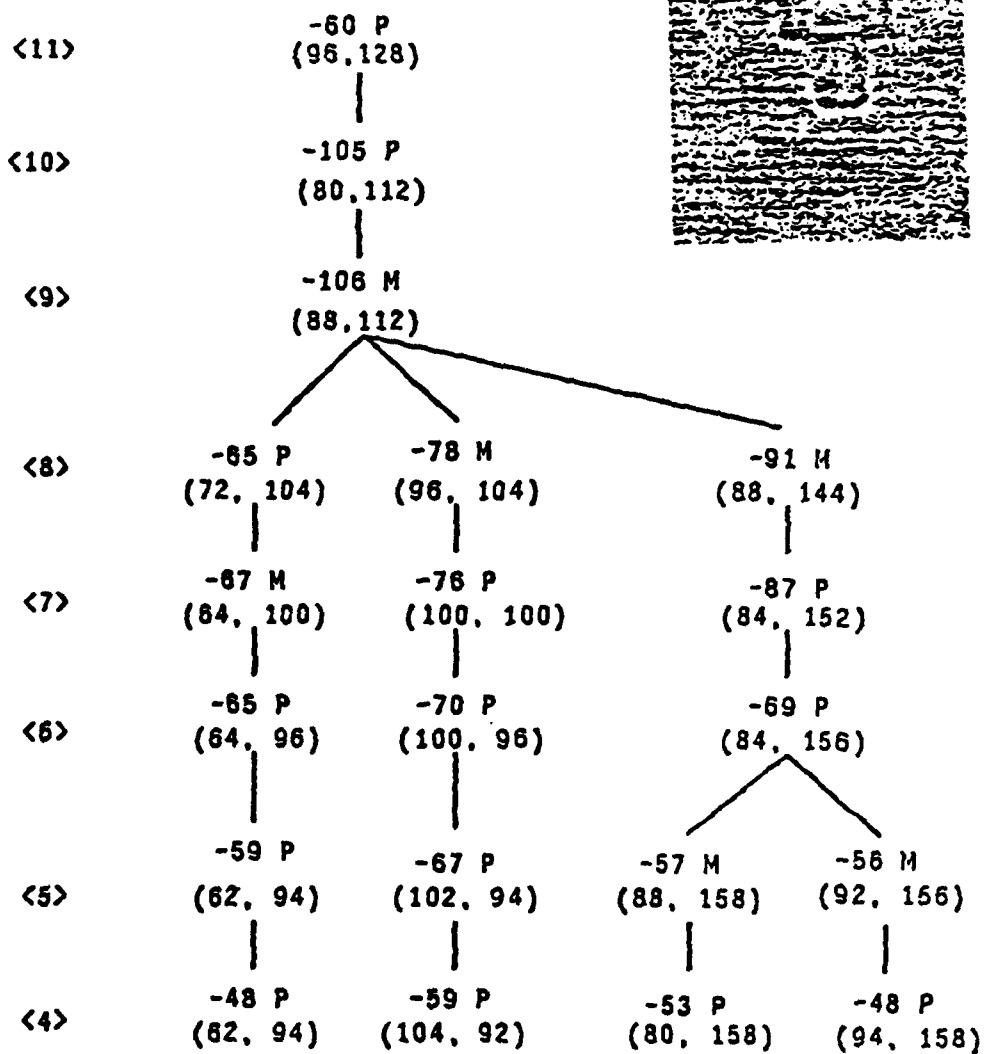 <11> -60 P
(96,128)
<10> -105 P
(80,112)
<9> -106 M
(88,112)
<8> -65 P -78 M -91 M
(72, 104) (96, 104) (88, 144)
<7> -67 M -76 P -87 P
(64, 100) (100, 100) (84, 152)
<6> -65 P -70 P -69 P
(64, 96) (100, 96) (84, 156)
<5> -59 P -67 P -57 M -56 M
(62, 94) (102, 94) (88, 158) (92, 156)
<4> -48 P -59 P -53 P -48 P
(62, 94) (104, 92) (80, 158) (94, 158)